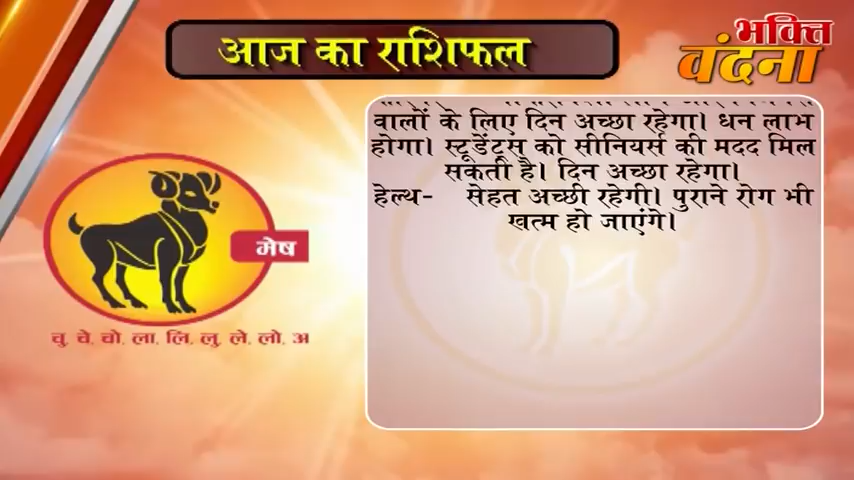 आज का राशिफल
भक्ति
वंदना
वालों के लिए दिन अच्छा रहेगा। धन लाभ
होगा। स्टूडेंट्स को सीनियर्स की मदद मिल
सकती है। दिन अच्छा रहेगा।
हेल्थ- सेहत अच्छी रहेगी। पुराने रोग भी
खत्म हो जाएंगे।
मेष
चु, चे, चो, ला, लि, लु, ले, लो, अ